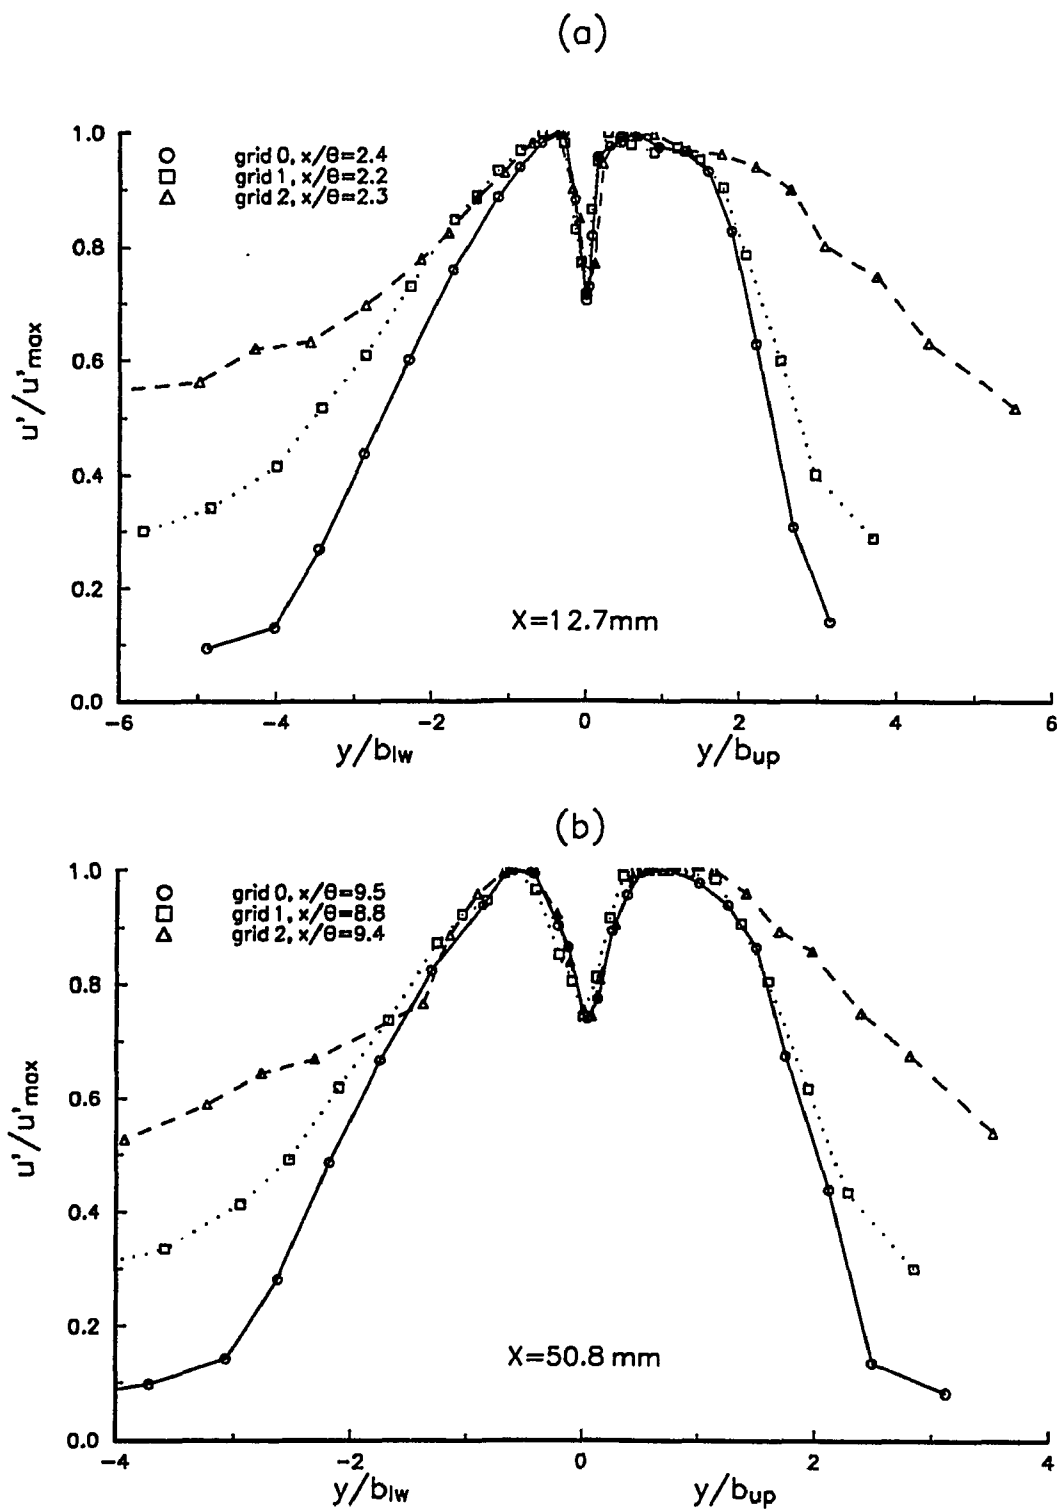 (a)
1.0
0.8
0.6
0.4
0.2
0.0
u'/u'max
grid 0, x/θ=2.4
grid 1, x/θ=2.2
grid 2, x/θ=2.3
X=12.7mm
-6 -4 -2 0 2 4 6
y/blw y/bup
(b)
1.0
0.8
0.6
0.4
0.2
0.0
u'/u'max
grid 0, x/θ=9.5
grid 1, x/θ=8.8
grid 2, x/θ=9.4
X=50.8 mm
-4 -2 0 2 4
y/blw y/bup